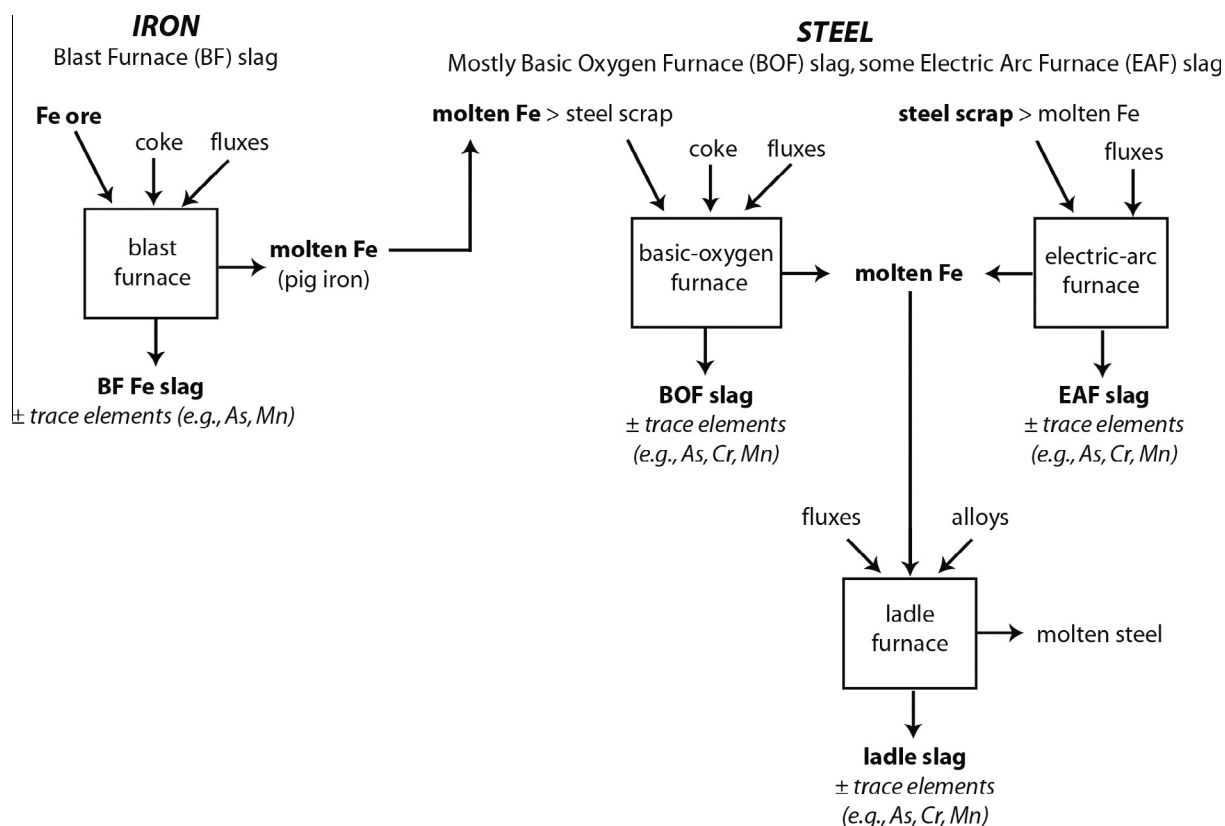 IRON
Blast Furnace (BF) slag
Fe ore
coke
fluxes
blast
furnace
molten Fe
(pig iron)
BF Fe slag
± trace elements (e.g., As, Mn)
STEEL
Mostly Basic Oxygen Furnace (BOF) slag, some Electric Arc Furnace (EAF) slag
molten Fe > steel scrap
coke
fluxes
basic-oxygen
furnace
BOF slag
± trace elements
(e.g., As, Cr, Mn)
molten Fe
steel scrap > molten Fe
fluxes
electric-arc
furnace
EAF slag
± trace elements
(e.g., As, Cr, Mn)
fluxes
alloys
ladle
furnace
molten steel
ladle slag
± trace elements
(e.g., As, Cr, Mn)